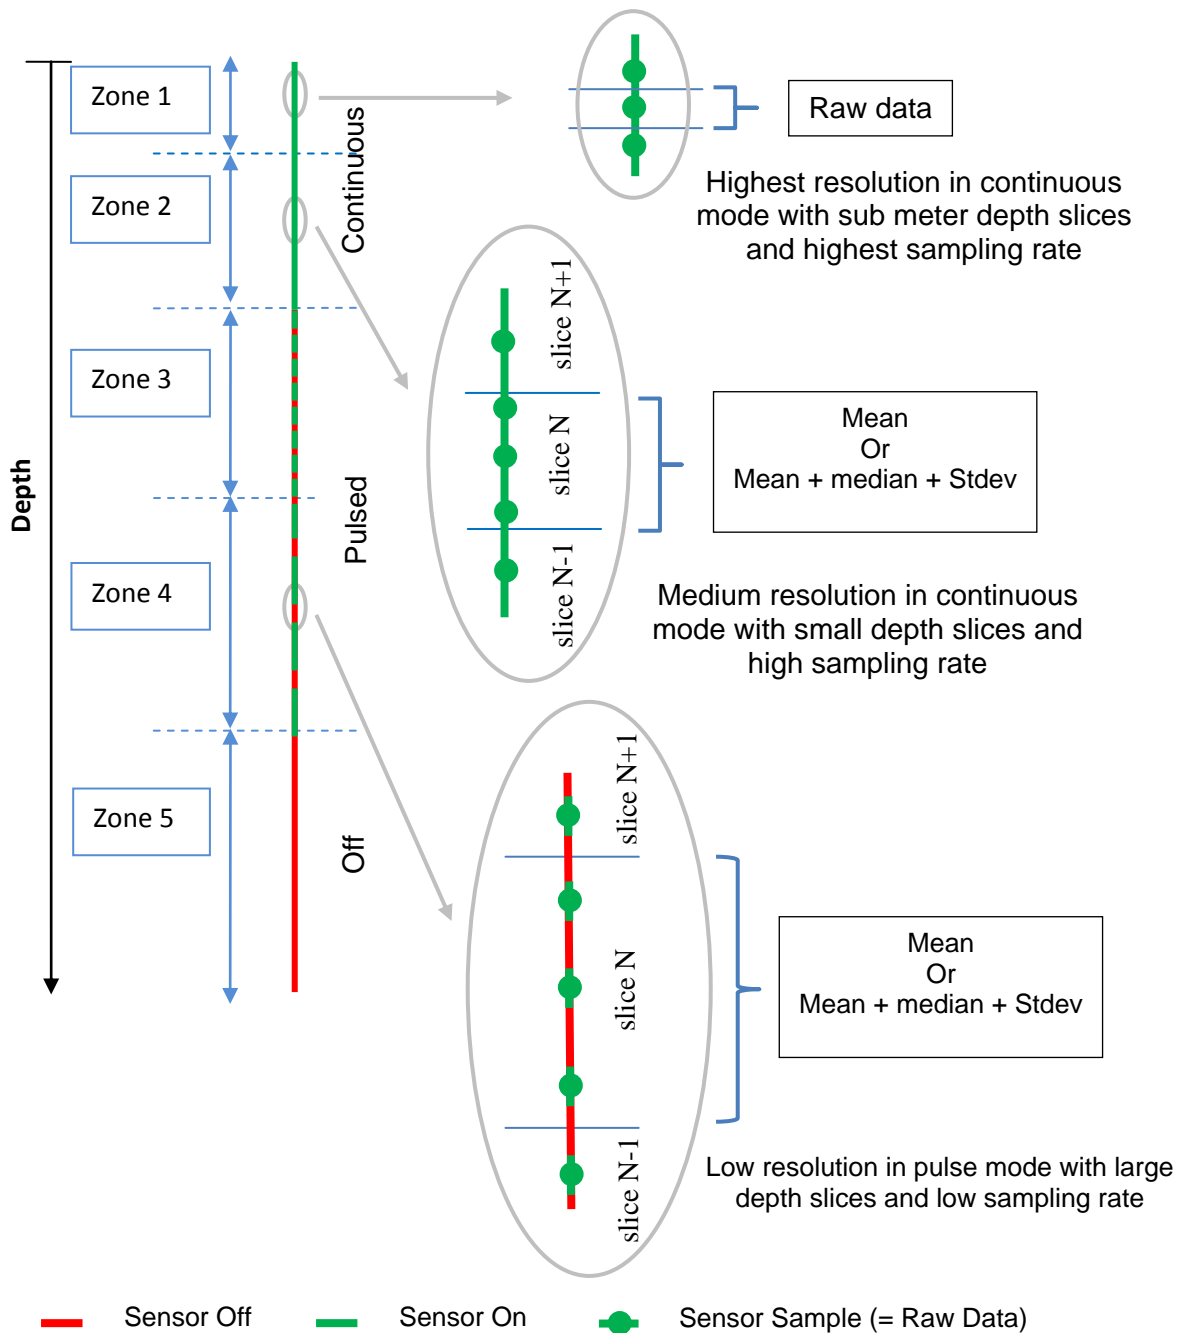 Zone 1
Zone 2
Zone 3
Zone 4
Zone 5
Depth
Continuous
Pulsed
Off
Raw data
Highest resolution in continuous
mode with sub meter depth slices
and highest sampling rate
slice N+1
slice N
slice N-1
Mean
Or
Mean + median + Stdev
Medium resolution in continuous
mode with small depth slices and
high sampling rate
slice N+1
slice N
slice N-1
Mean
Or
Mean + median + Stdev
Low resolution in pulse mode with large
depth slices and low sampling rate
Sensor Off
Sensor On
Sensor Sample (= Raw Data)